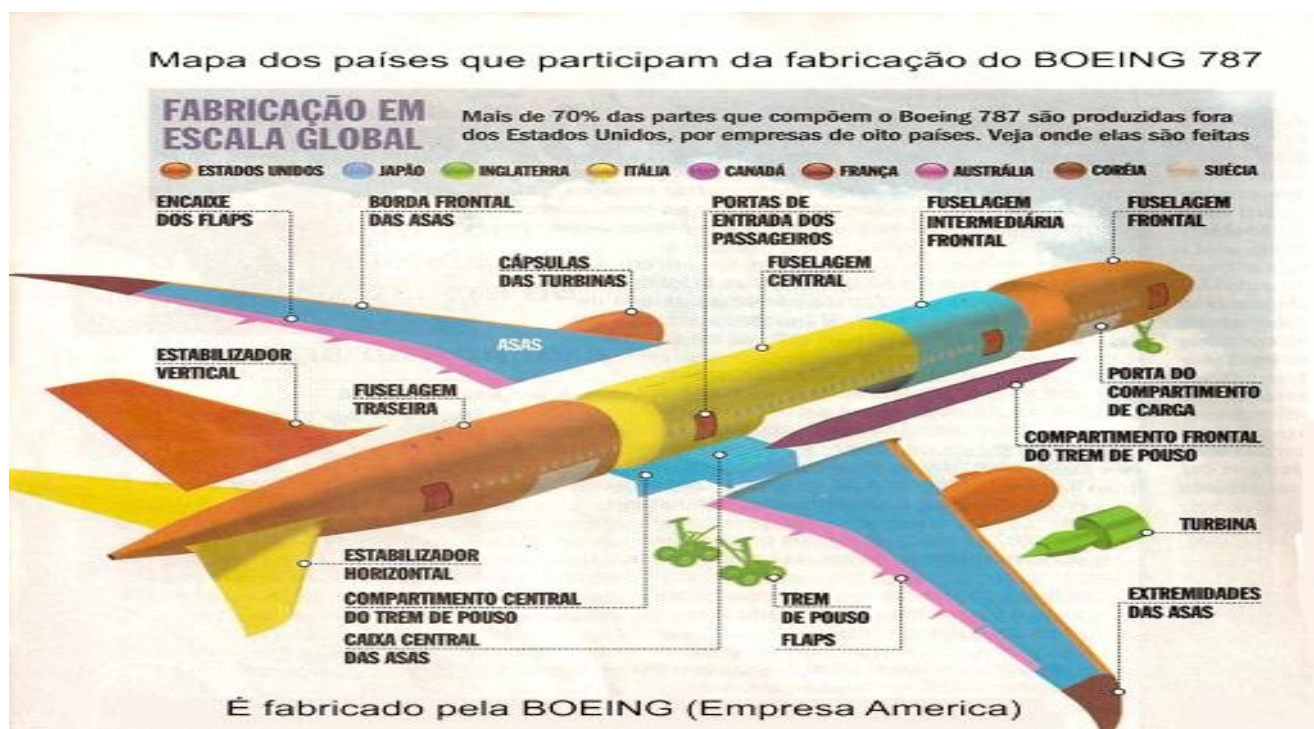 Mapa dos países que participam da fabricação do BOEING 787
FABRICAÇÃO EM
ESCALA GLOBAL
Mais de 70% das partes que compõem o Boeing 787 são produzidas fora
dos Estados Unidos, por empresas de oito países. Veja onde elas são feitas
ESTADOS UNIDOS JAPÃO INGLATERRA ITÁLIA CANADÁ FRANÇA AUSTRÁLIA CORÉIA SUÉCIA
ENCAIXE
DOS FLAPS
BORDA FRONTAL
DAS ASAS
PORTAS DE
ENTRADA DOS
PASSAGEIROS
FUSELAGEM
INTERMEDIÁRIA
FRONTAL
FUSELAGEM
FRONTAL
CÁPSULAS
DAS TURBINAS
FUSELAGEM
CENTRAL
ASAS
ESTABILIZADOR
VERTICAL
FUSELAGEM
TRASEIRA
PORTA DO
COMPARTIMENTO
DE CARGA
COMPARTIMENTO FRONTAL
DO TREM DE POUSO
TURBINA
ESTABILIZADOR
HORIZONTAL
COMPARTIMENTO CENTRAL
DO TREM DE POUSO
CAIXA CENTRAL
DAS ASAS
TREM
DE POUSO
FLAPS
EXTREMIDADES
DAS ASAS
É fabricado pela BOEING (Empresa America)